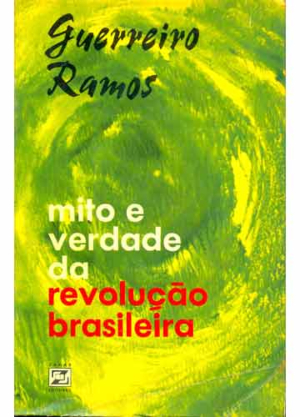 Guerreiro
Ramos
mito e
verdade
da
revolução
brasileira